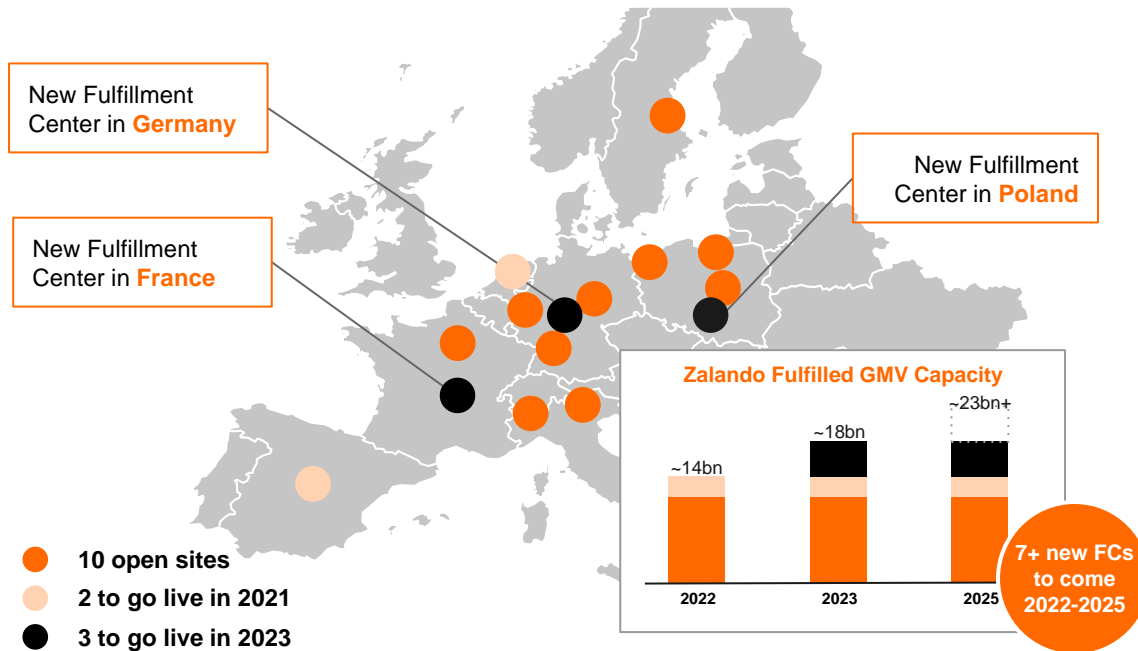 New Fulfillment
Center in Germany
New Fulfillment
Center in France
New Fulfillment
Center in Poland
10 open sites
2 to go live in 2021
3 to go live in 2023
Zalando Fulfilled GMV Capacity
~14bn
~18bn
~23bn+
2022
2023
2025
7+ new FCs
to come
2022-2025